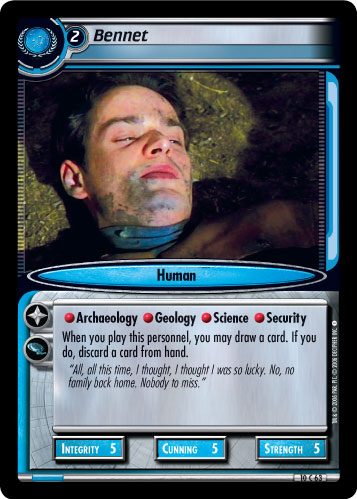 2 Bennet
Human
Archaeology Geology Science Security
When you play this personnel, you may draw a card. If you
do, discard a card from hand.
"All, all this time, I thought, I thought I was so lucky. No, no
family back home. Nobody to miss."
INTEGRITY 5 CUNNING 5 STRENGTH 5
10 C 68